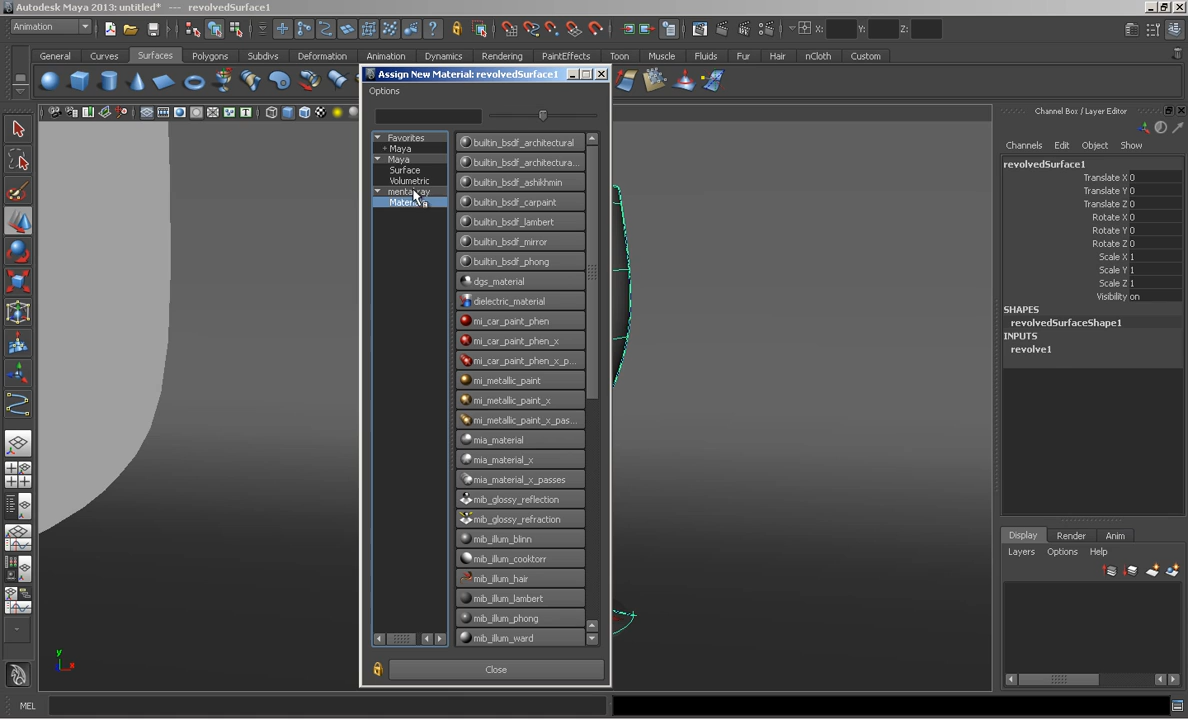 Autodesk Maya 2013: untitled* --- revolvedSurface1
Animation
X:
Y:
Z:
General
Curves
Surfaces
Polygons
Subdivs
Deformation
Animation
Dynamics
Rendering
PaintEffects
Toon
Muscle
Fluids
Fur
Hair
nCloth
Custom
Assign New Material: revolvedSurface1
Options
Favorites
+ Maya
Maya
Surface
Volumetric
builtin_bsdf_architectural
builtin_bsdf_architectura...
builtin_bsdf_ashikhmin
builtin_bsdf_carpaint
builtin_bsdf_lambert
builtin_bsdf_mirror
builtin_bsdf_phong
dgs_material
dielectric_material
mi_car_paint_phen
mi_car_paint_phen_x
mi_car_paint_phen_x_p...
mi_metallic_paint
mi_metallic_paint_x
mi_metallic_paint_x_pas...
mia_material
mia_material_x
mia_material_x_passes
mib_glossy_reflection
mib_glossy_refraction
mib_illum_blinn
mib_illum_cooktorr
mib_illum_hair
mib_illum_lambert
mib_illum_phong
mib_illum_ward
Close
Channel Box / Layer Editor
Channels Edit Object Show
revolvedSurface1
Translate X 0
Translate Y 0
Translate Z 0
Rotate X 0
Rotate Y 0
Rotate Z 0
Scale X 1
Scale Y 1
Scale Z 1
Visibility on
SHAPES
revolvedSurfaceShape1
INPUTS
revolve1
Display Render Anim
Layers Options Help
y
x
MEL